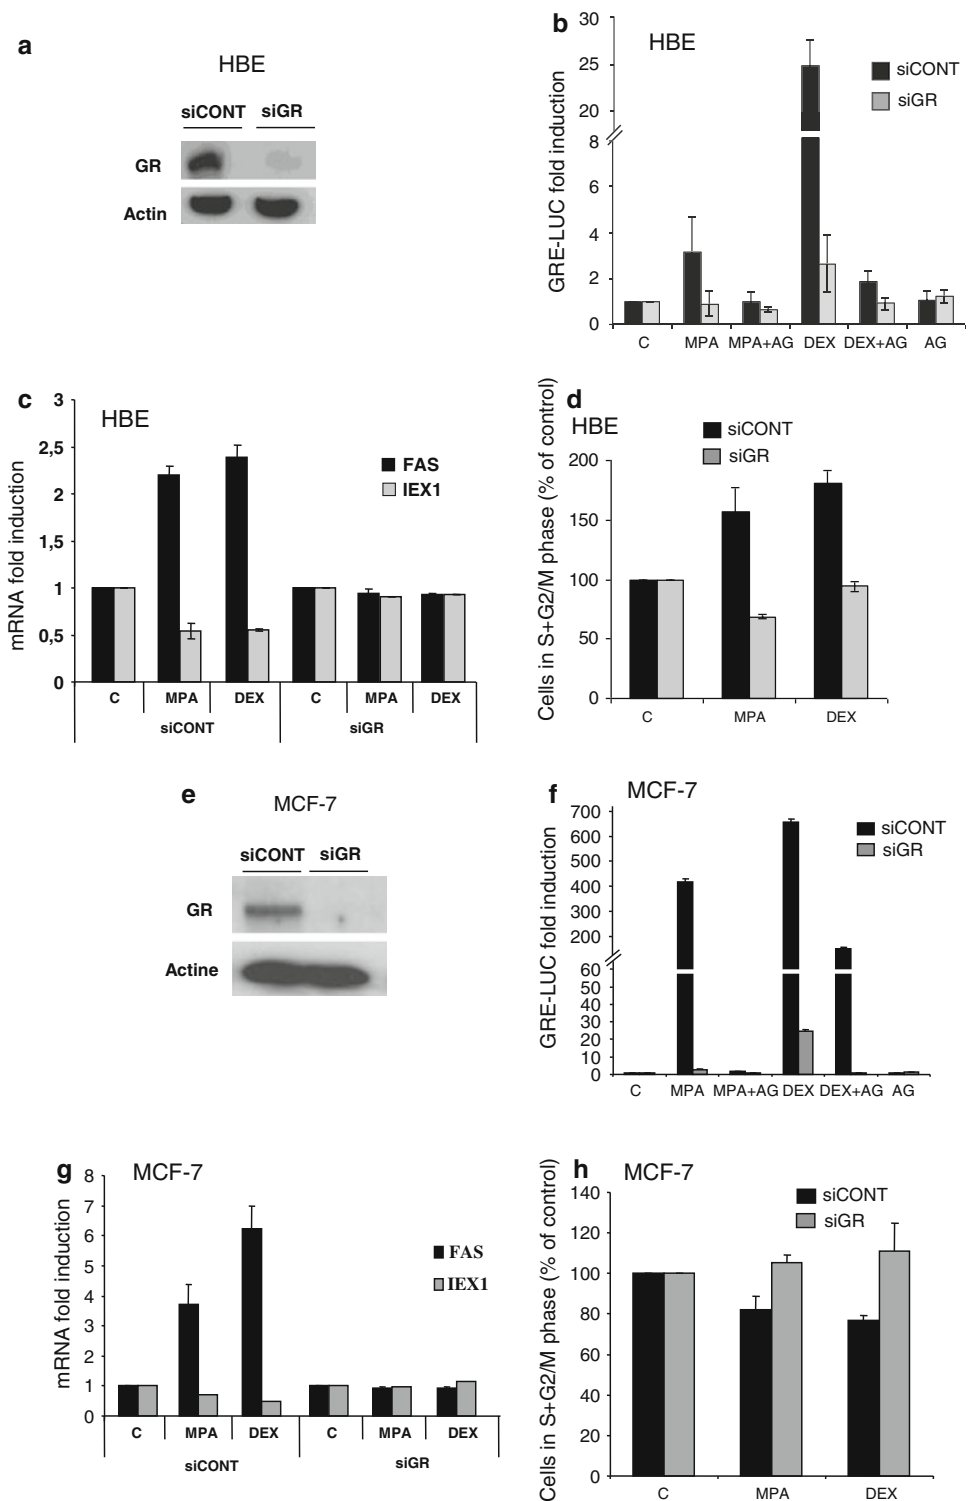 a
HBE
siCONT siGR
GR
Actin
b
HBE
siCONT
siGR
GRE-LUC fold induction
30
25
20
8
6
4
2
0
C MPA MPA+AG DEX DEX+AG AG
c
HBE
FAS
IEX1
mRNA fold induction
3
2,5
2
1,5
1
0,5
0
C MPA DEX C MPA DEX
siCONT siGR
d
HBE
siCONT
siGR
Cells in S+G2/M phase (% of control)
200
150
100
50
0
C MPA DEX
e
MCF-7
siCONT siGR
GR
Actine
f
MCF-7
siCONT
siGR
GRE-LUC fold induction
700
600
500
400
300
200
60
50
40
30
20
10
0
C MPA MPA+AG DEX DEX+AG AG
g
MCF-7
FAS
IEX1
mRNA fold induction
8
7
6
5
4
3
2
1
0
C MPA DEX C MPA DEX
siCONT siGR
h
MCF-7
siCONT
siGR
Cells in S+G2/M phase (% of control)
140
120
100
80
60
40
20
0
C MPA DEX